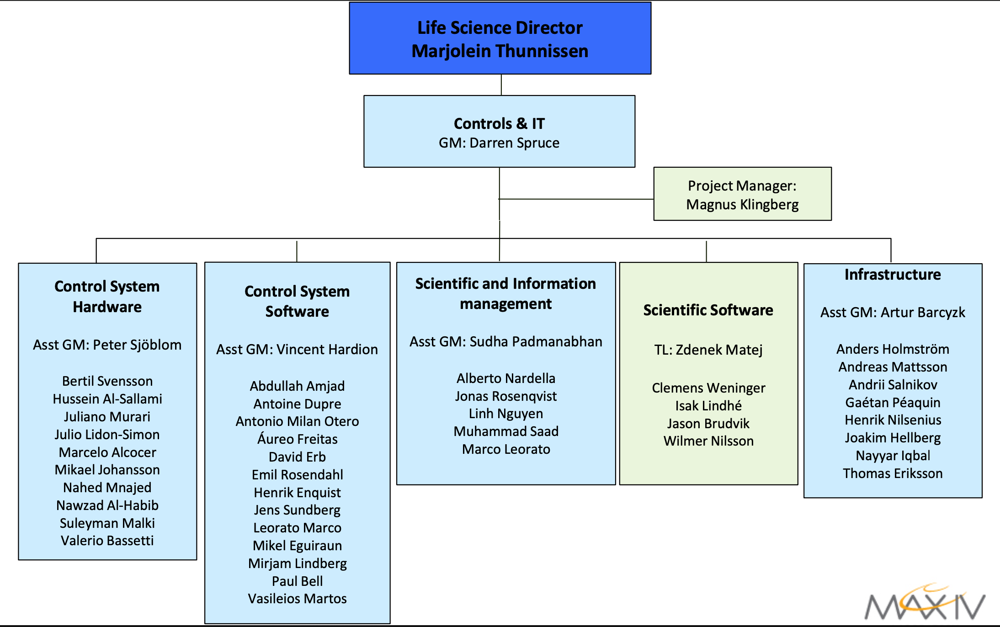 Life Science Director
Marjolein Thunnissen
Controls & IT
GM: Darren Spruce
Project Manager:
Magnus Klingberg
Control System
Hardware
Asst GM: Peter Sjöblom
Bertil Svensson
Hussein Al-Sallami
Juliano Murari
Julio Lidon-Simon
Marcelo Alcocer
Mikael Johansson
Nahed Mnajed
Nawzad Al-Habib
Suleyman Malki
Valerio Bassetti
Control System
Software
Asst GM: Vincent Hardion
Abdullah Amjad
Antoine Dupre
Antonio Milan Otero
Áureo Freitas
David Erb
Emil Rosendahl
Henrik Enquist
Jens Sundberg
Leorato Marco
Mikel Eguiraun
Mirjam Lindberg
Paul Bell
Vasileios Martos
Scientific and Information
management
Asst GM: Sudha Padmanabhan
Alberto Nardella
Jonas Rosenqvist
Linh Nguyen
Muhammad Saad
Marco Leorato
Scientific Software
TL: Zdenek Matej
Clemens Weninger
Isak Lindhé
Jason Brudvik
Wilmer Nilsson
Infrastructure
Asst GM: Artur Barcyzk
Anders Holmström
Andreas Mattsson
Andrii Salnikov
Gaétan Péaquin
Henrik Nilsenius
Joakim Hellberg
Nayyar Iqbal
Thomas Eriksson
MAX IV